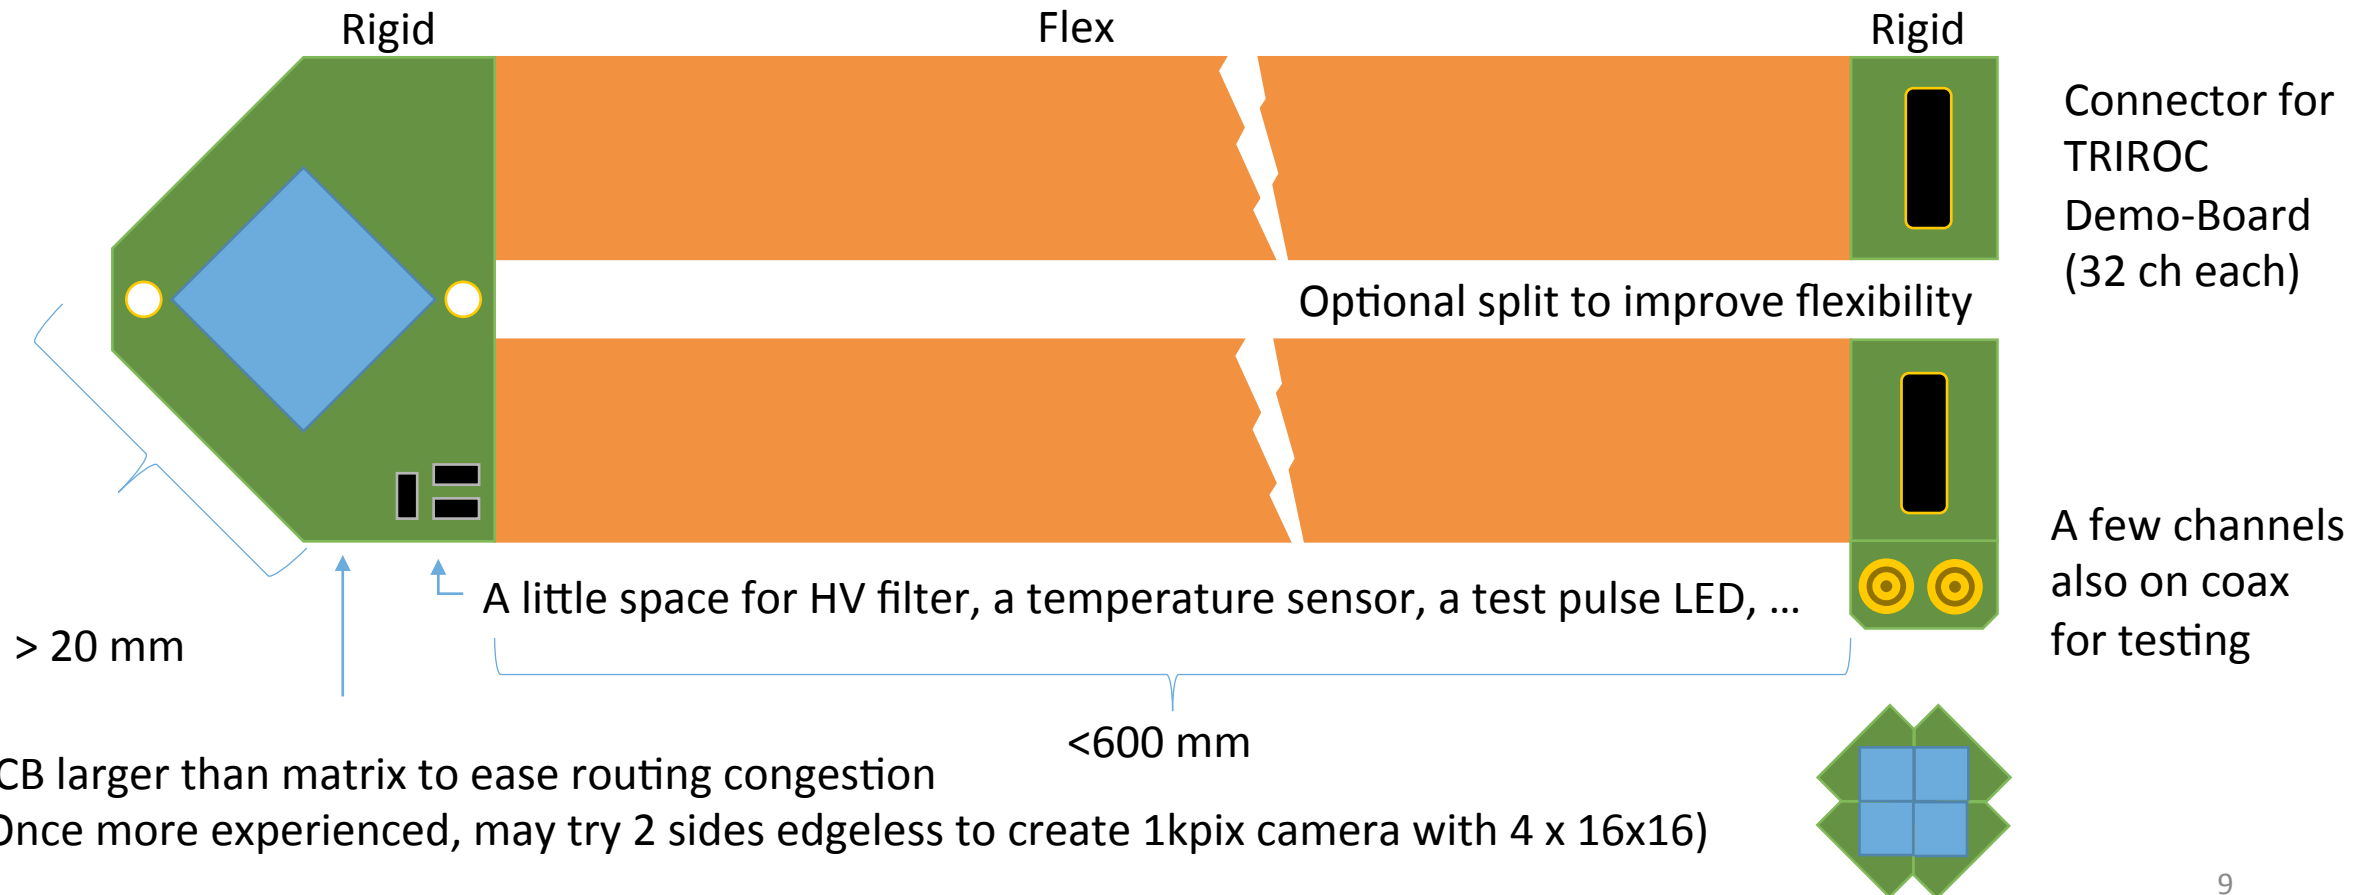 Rigid
Flex
Rigid
Connector for
TRIROC
Demo-Board
(32 ch each)
Optional split to improve flexibility
A few channels
also on coax
for testing
A little space for HV filter, a temperature sensor, a test pulse LED, …
> 20 mm
<600 mm
CB larger than matrix to ease routing congestion
Once more experienced, may try 2 sides edgeless to create 1kpix camera with 4 x 16x16)
9